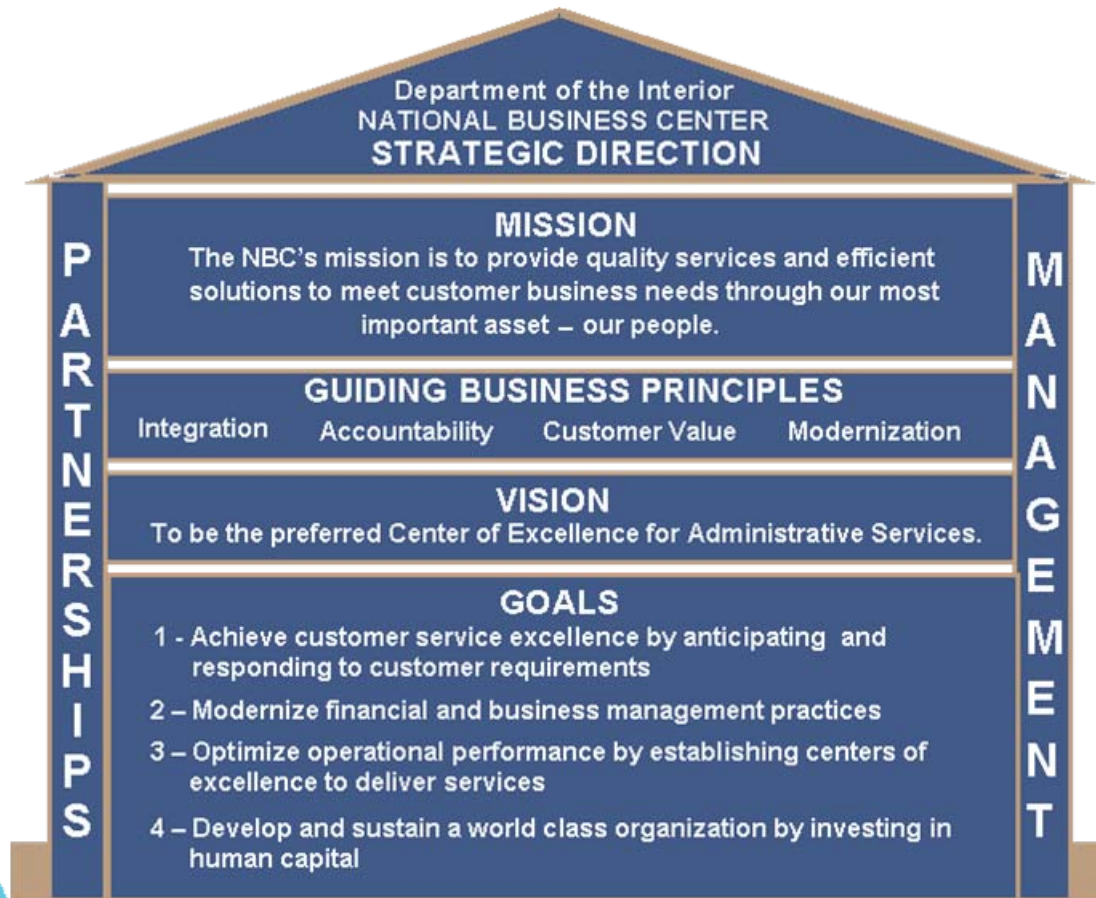 Department of the Interior
NATIONAL BUSINESS CENTER
STRATEGIC DIRECTION
PARTNERSHIPS
MISSION
The NBC's mission is to provide quality services and efficient
solutions to meet customer business needs through our most
important asset – our people.
GUIDING BUSINESS PRINCIPLES
Integration Accountability Customer Value Modernization
VISION
To be the preferred Center of Excellence for Administrative Services.
GOALS
1 - Achieve customer service excellence by anticipating and
responding to customer requirements
2 – Modernize financial and business management practices
3 – Optimize operational performance by establishing centers of
excellence to deliver services
4 – Develop and sustain a world class organization by investing in
human capital
MANAGEMENT